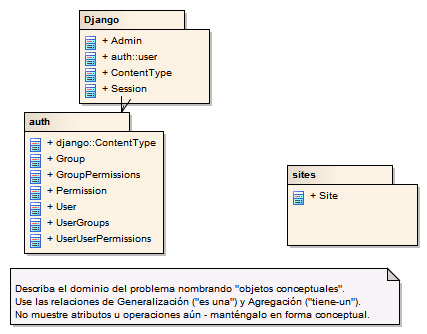 Django
+ Admin
+ auth::user
+ ContentType
+ Session
auth
+ django::ContentType
+ Group
+ GroupPermissions
+ Permission
+ User
+ UserGroups
+ UserUserPermissions
sites
+ Site
Describa el dominio del problema nombrando "objetos conceptuales".
Use las relaciones de Generalización ("es una") y Agregación ("tiene-un").
No muestre atributos u operaciones aún - manténgalo en forma conceptual.